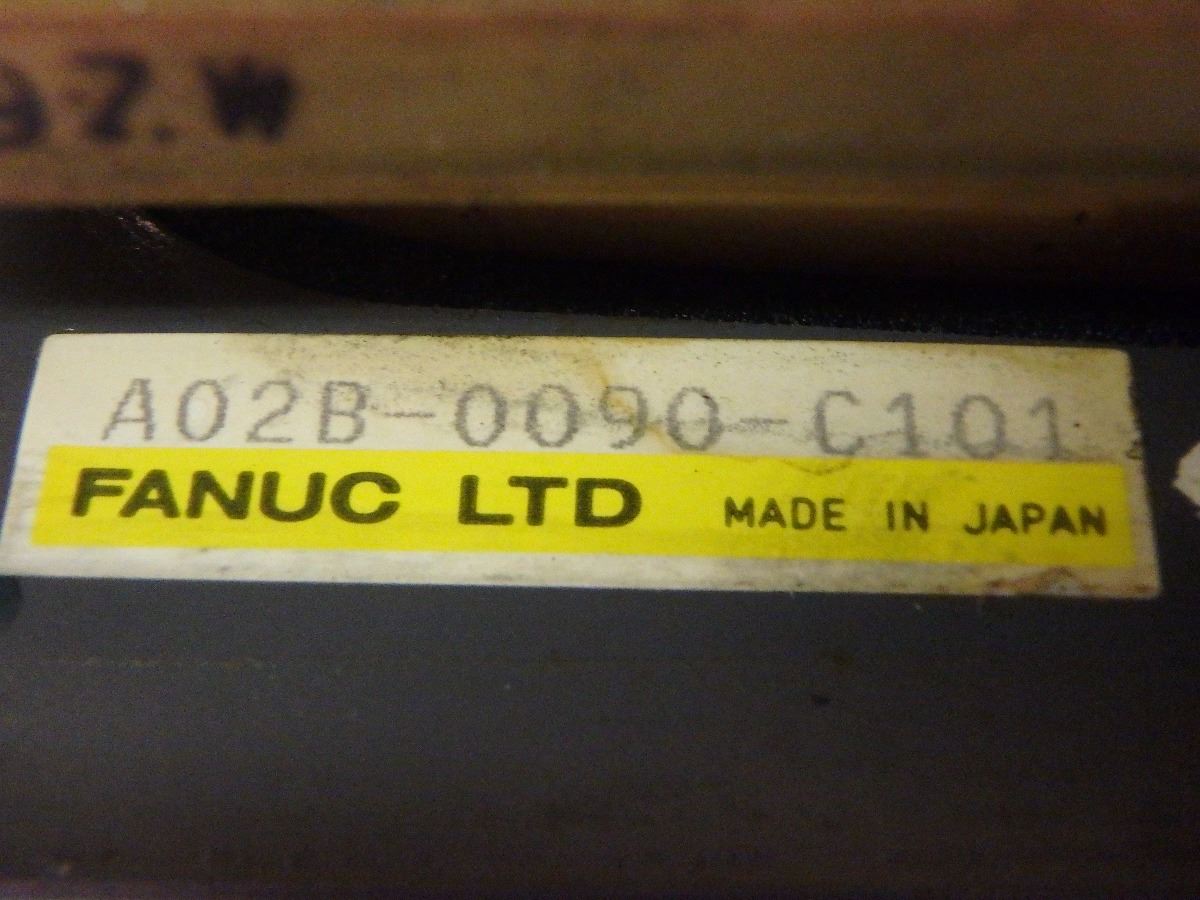 97.W
A02B-0090-C101
FANUC LTD MADE IN JAPAN